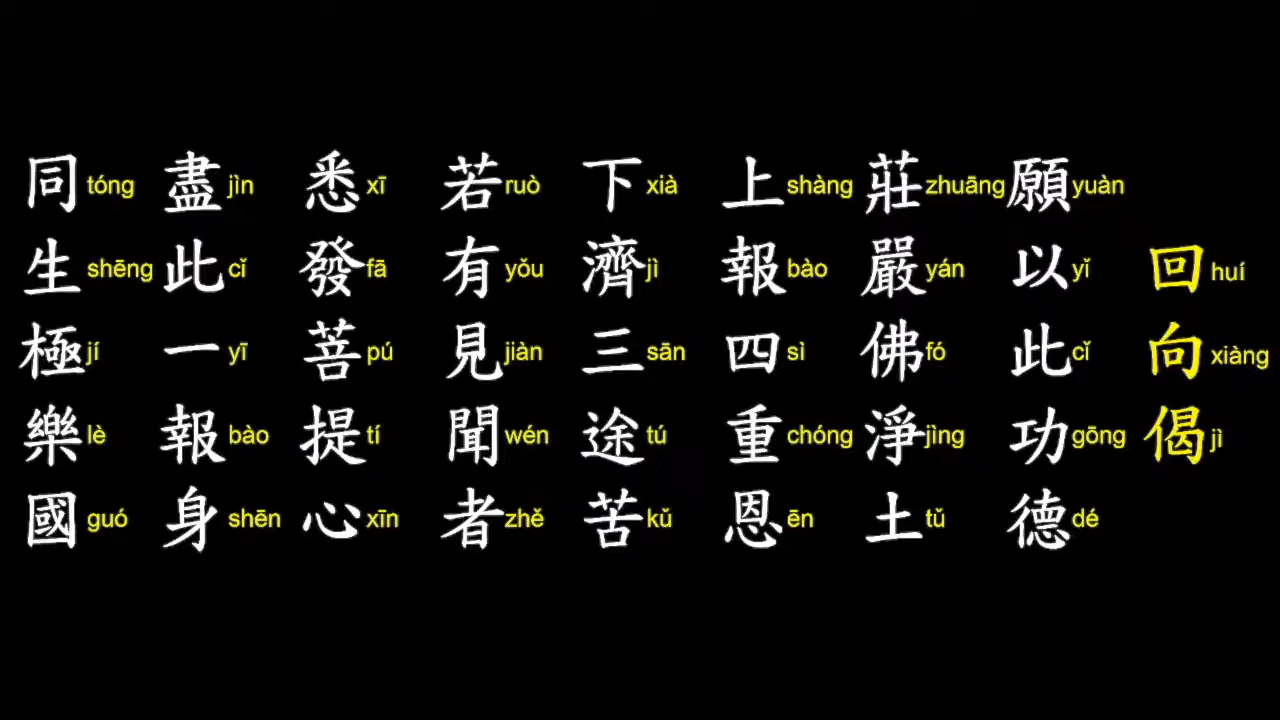 回huí向xiàng偈jì
願yuàn以yǐ此cǐ功gōng德dé
莊zhuāng嚴yán佛fó淨jìng土tǔ
上shàng報bào四sì重chóng恩ēn
下xià濟jì三sān途tú苦kǔ
若ruò有yǒu見jiàn聞wén者zhě
悉xī發fā菩pú提tí心xīn
盡jìn此cǐ一yī報bào身shēn
同tóng生shēng極jí樂lè國guó